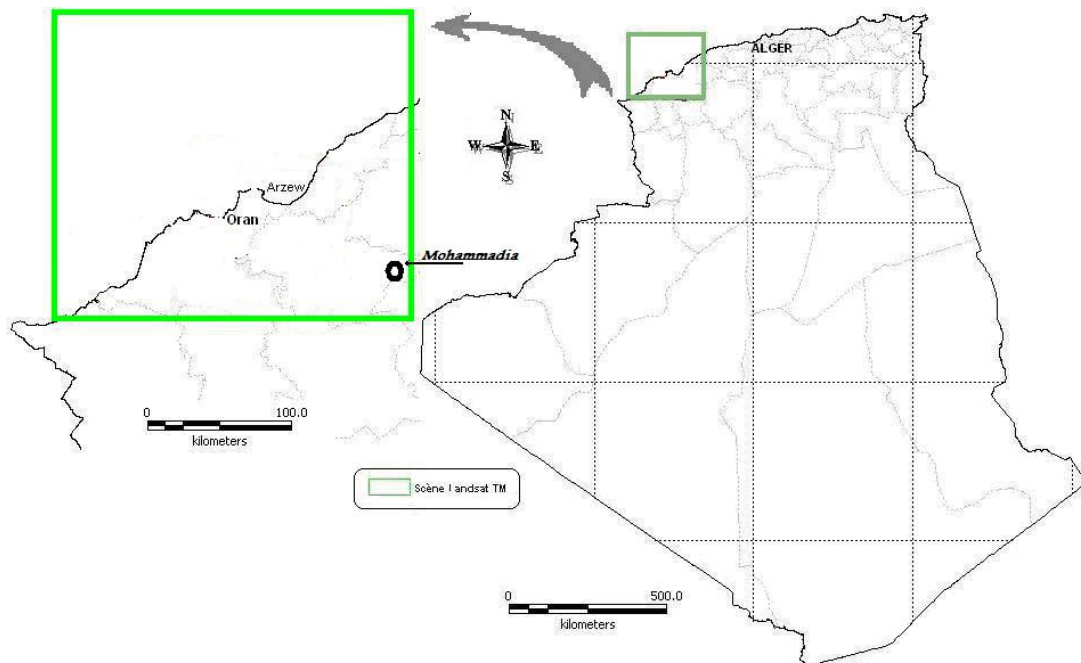 ALGER
N
W E
S
Arzew
Oran
Mohammadia
0 100.0
kilometers
Scène Landsat TM
0 500.0
kilometers